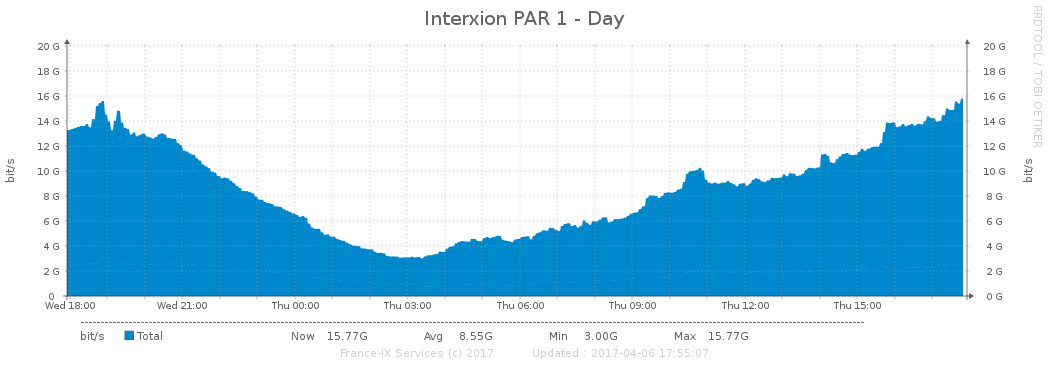 Interxion PAR 1 - Day
RRDTOOL / TOBI OETIKER
bit/s
20 G 20 G
18 G 18 G
16 G 16 G
14 G 14 G
12 G 12 G
10 G 10 G
8 G 8 G
6 G 6 G
4 G 4 G
2 G 2 G
0 0 G
bit/s
Wed 18:00 Wed 21:00 Thu 00:00 Thu 03:00 Thu 06:00 Thu 09:00 Thu 12:00 Thu 15:00
bit/s Total Now 15.77G Avg 8.55G Min 3.00G Max 15.77G
France-IX Services (c) 2017 Updated : 2017-04-06 17:55:07